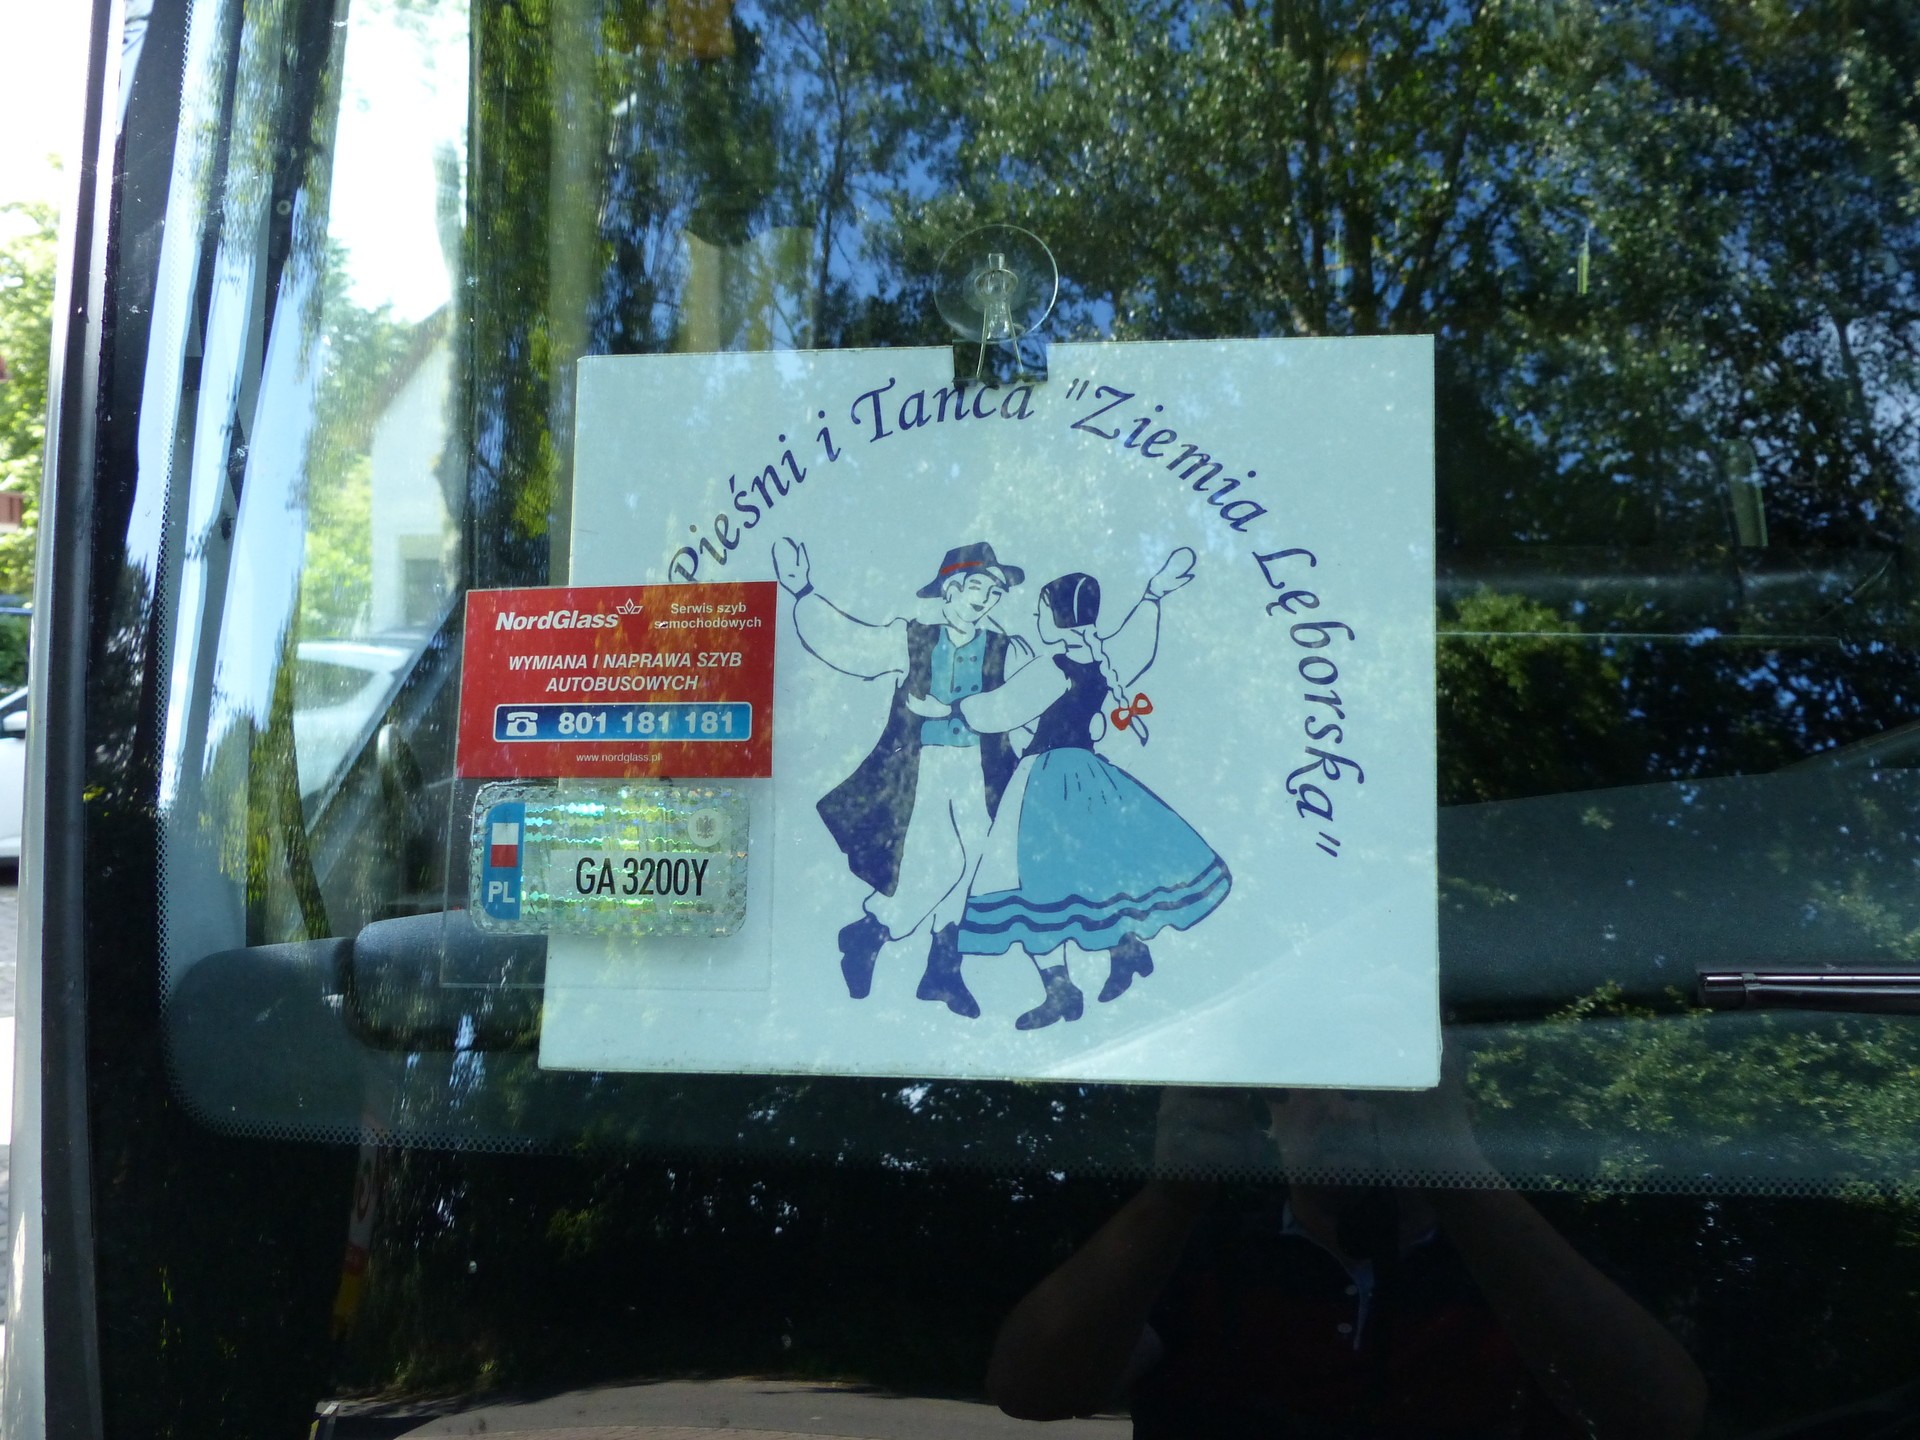 Pieśni i Tańca "Ziemia Lęborska"
NordGlass
Serwis szyb
samochodowych
WYMIANA I NAPRAWA SZYB
AUTOBUSOWYCH
801 181 181
www.nordglass.pl
PL
GA 3200Y